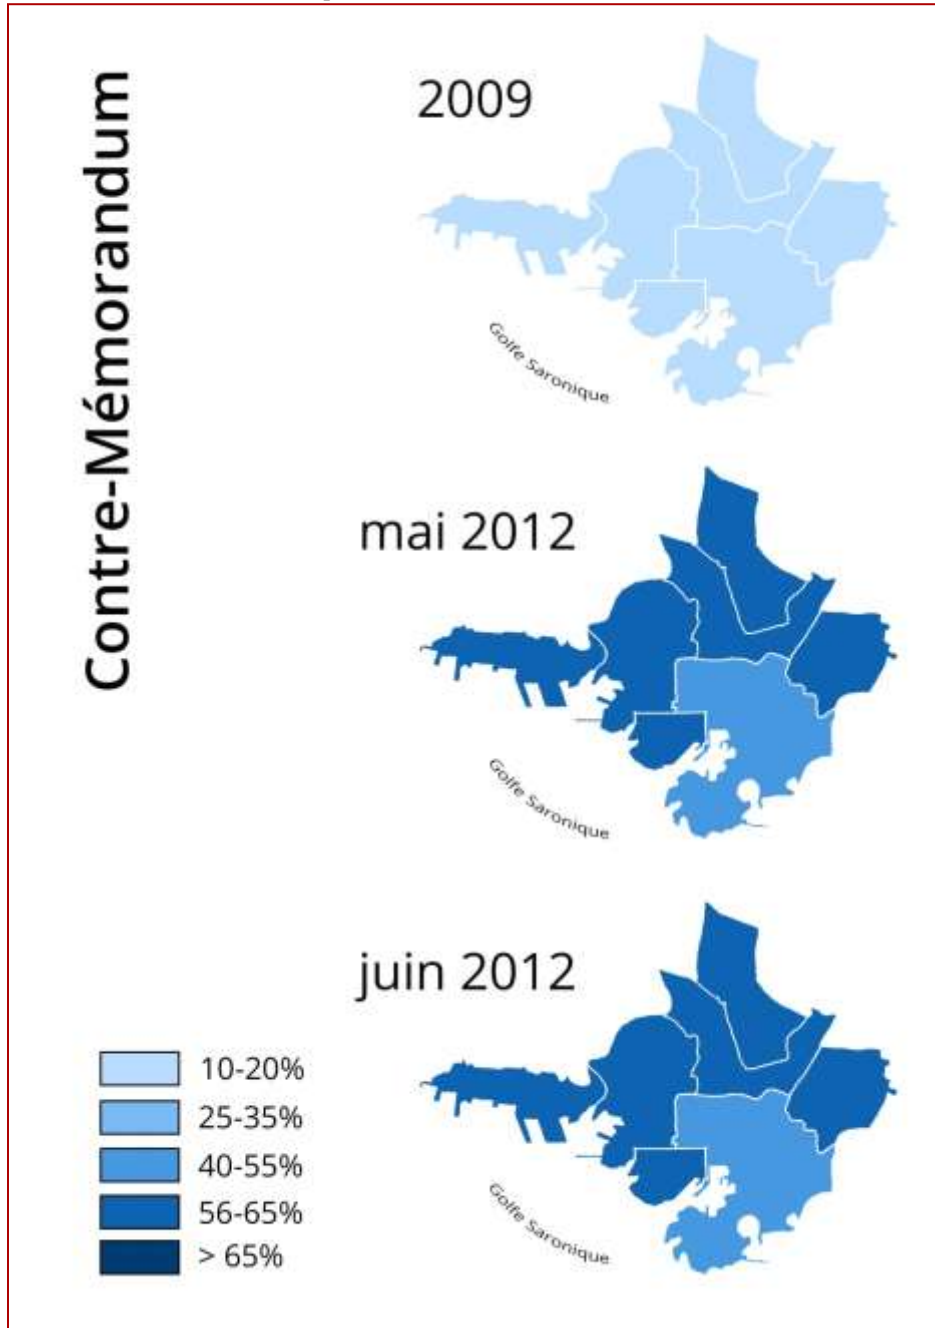 Contre-Mémorandum
2009
Golfe Saronique
mai 2012
Golfe Saronique
juin 2012
Golfe Saronique
10-20%
25-35%
40-55%
56-65%
> 65%